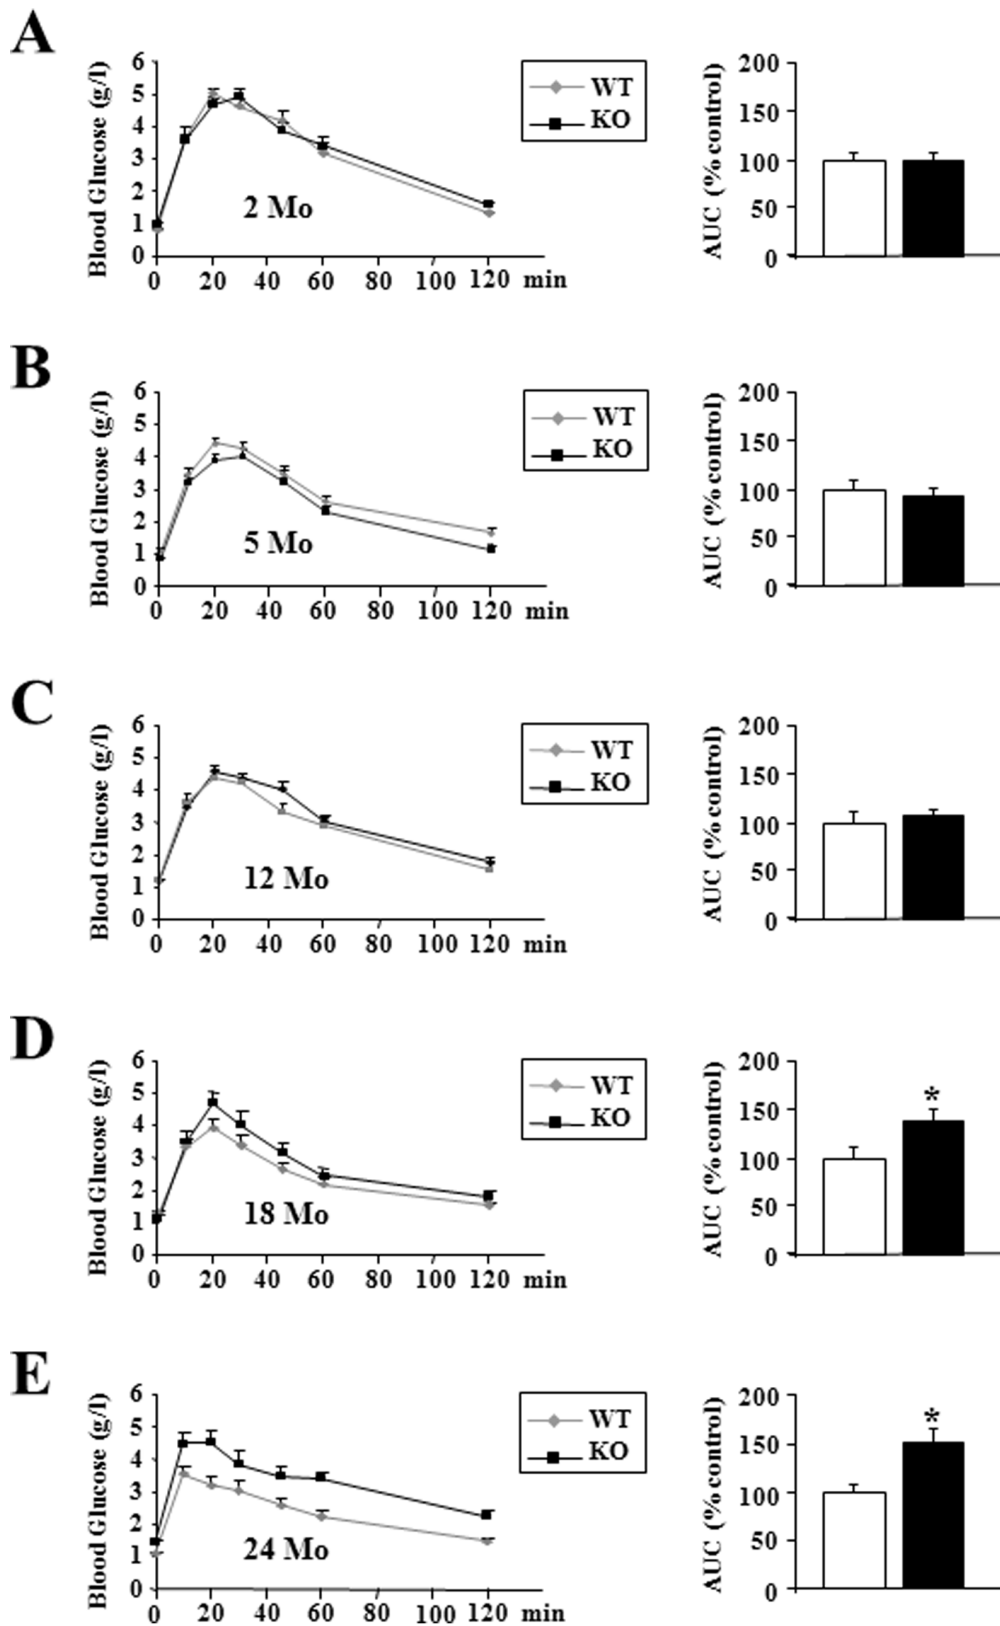 A
Blood Glucose (g/l)
6
5
4
3
2
1
0
0 20 40 60 80 100 120 min
2 Mo
WT
KO
AUC (% control)
200
150
100
50
0
B
Blood Glucose (g/l)
6
5
4
3
2
1
0
0 20 40 60 80 100 120 min
5 Mo
WT
KO
AUC (% control)
200
150
100
50
0
C
Blood Glucose (g/l)
6
5
4
3
2
1
0
0 20 40 60 80 100 120 min
12 Mo
WT
KO
AUC (% control)
200
150
100
50
0
D
Blood Glucose (g/l)
6
5
4
3
2
1
0
0 20 40 60 80 100 120 min
18 Mo
WT
KO
AUC (% control)
200
150
100
50
0
*
E
Blood Glucose (g/l)
6
5
4
3
2
1
0
0 20 40 60 80 100 120 min
24 Mo
WT
KO
AUC (% control)
200
150
100
50
0
*